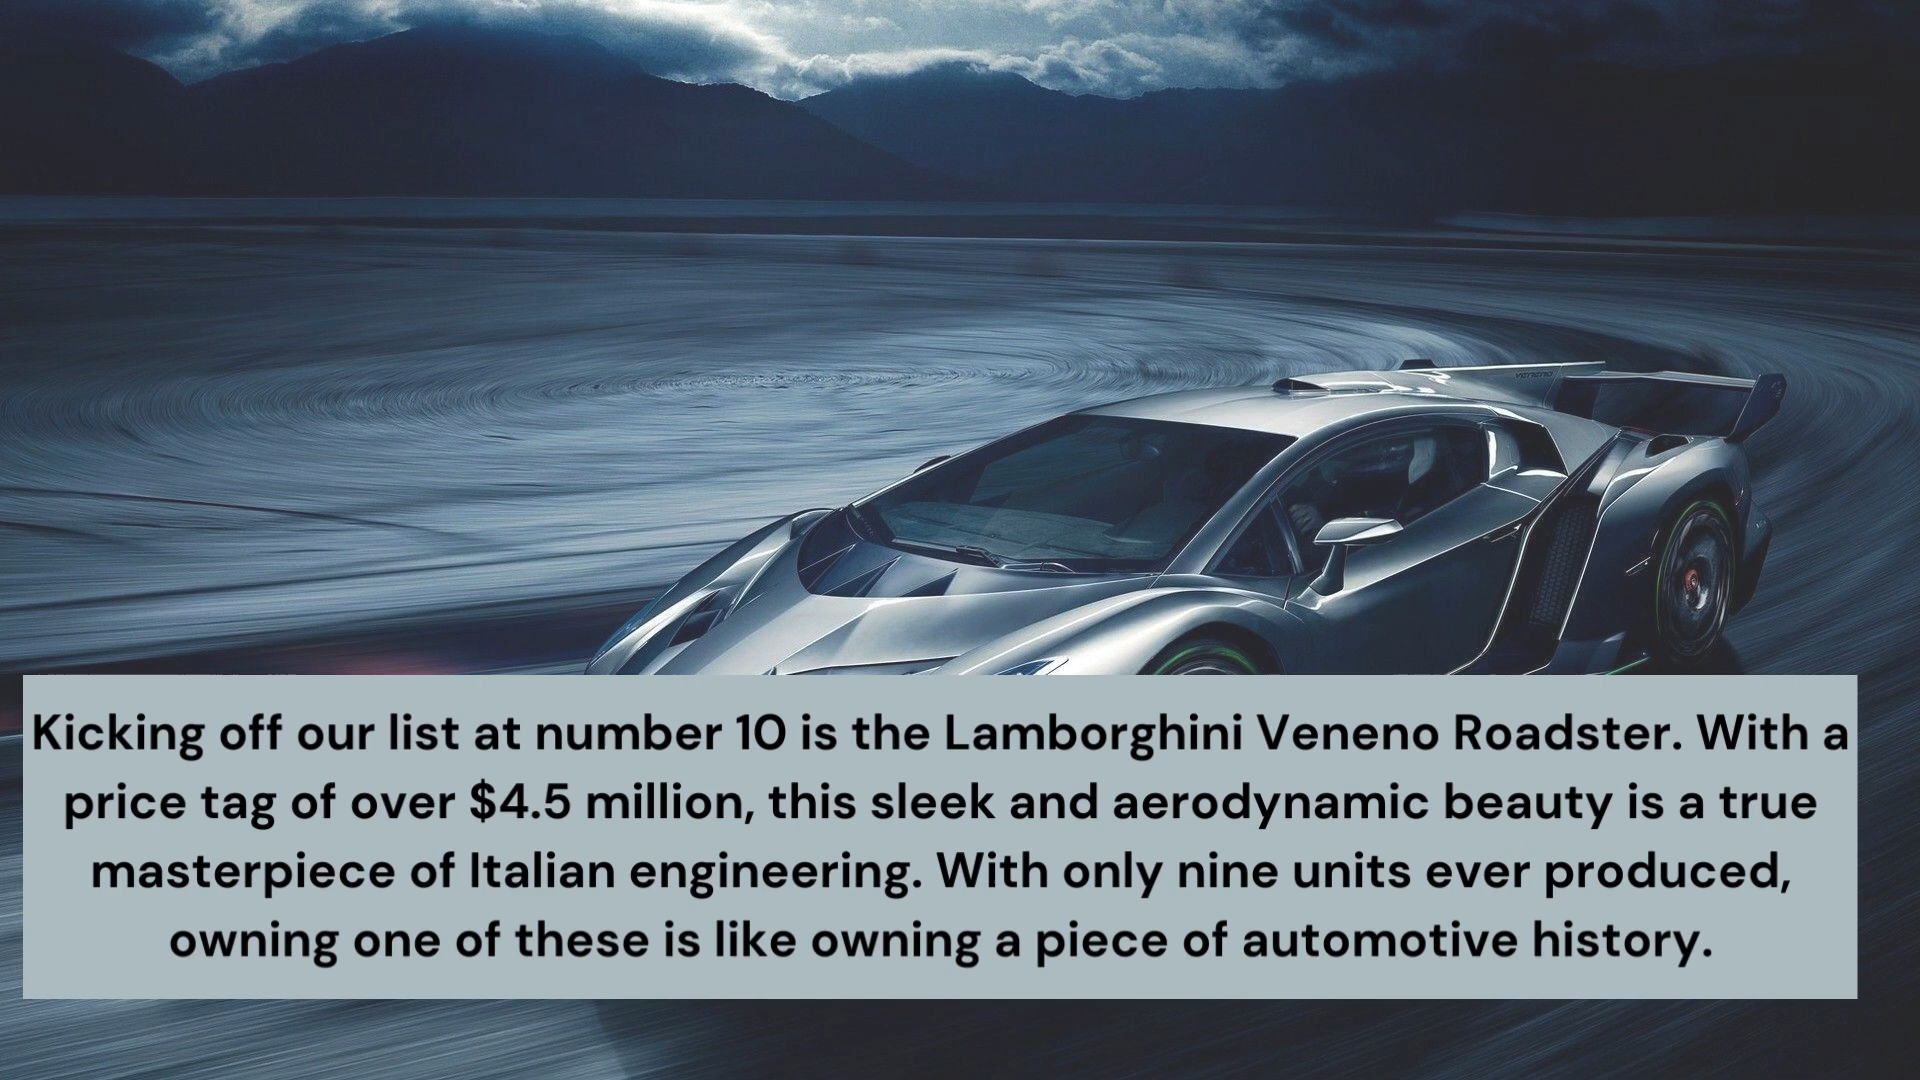 VENENO
Kicking off our list at number 10 is the Lamborghini Veneno Roadster. With a
price tag of over $4.5 million, this sleek and aerodynamic beauty is a true
masterpiece of Italian engineering. With only nine units ever produced,
owning one of these is like owning a piece of automotive history.